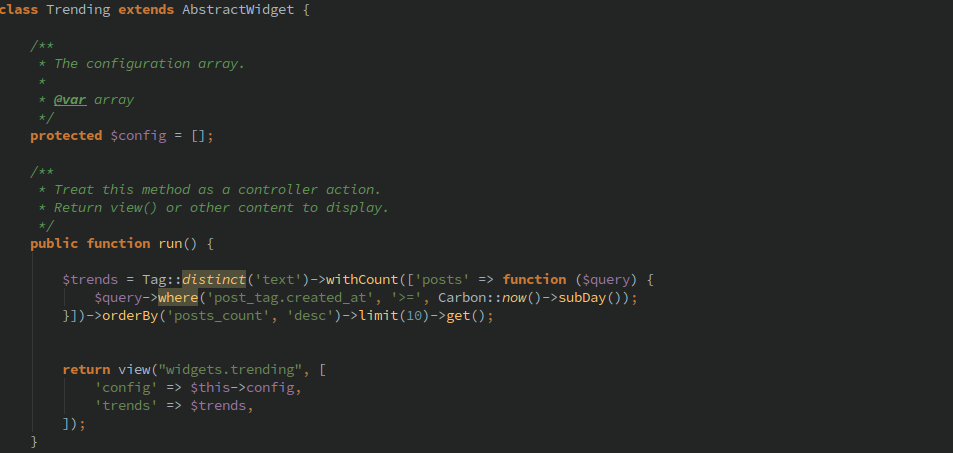 class Trending extends AbstractWidget {
/**
* The configuration array.
*
* @var array
*/
protected $config = [];
/**
* Treat this method as a controller action.
* Return view() or other content to display.
*/
public function run() {
$trends = Tag::distinct('text')->withCount(['posts' => function ($query) {
$query->where('post_tag.created_at', '>=', Carbon::now()->subDay());
}])->orderBy('posts_count', 'desc')->limit(10)->get();
return view("widgets.trending", [
'config' => $this->config,
'trends' => $trends,
]);
}